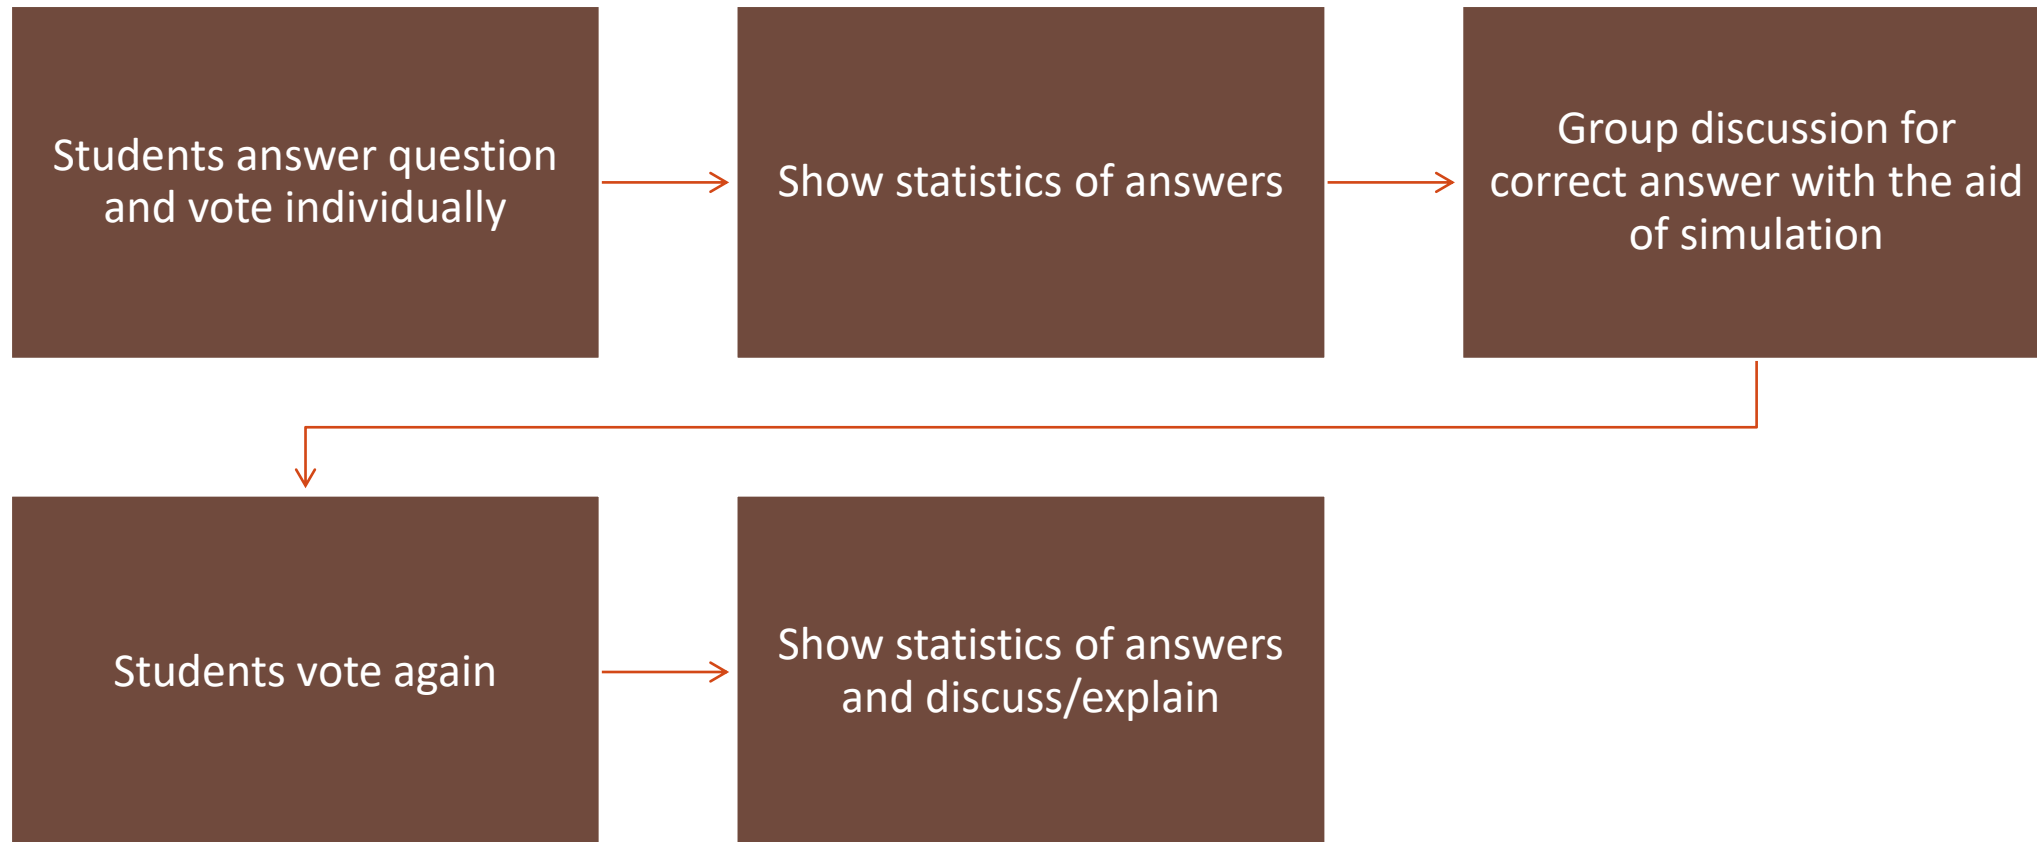 Students answer question
and vote individually
Show statistics of answers
Group discussion for
correct answer with the aid
of simulation
Students vote again
Show statistics of answers
and discuss/explain